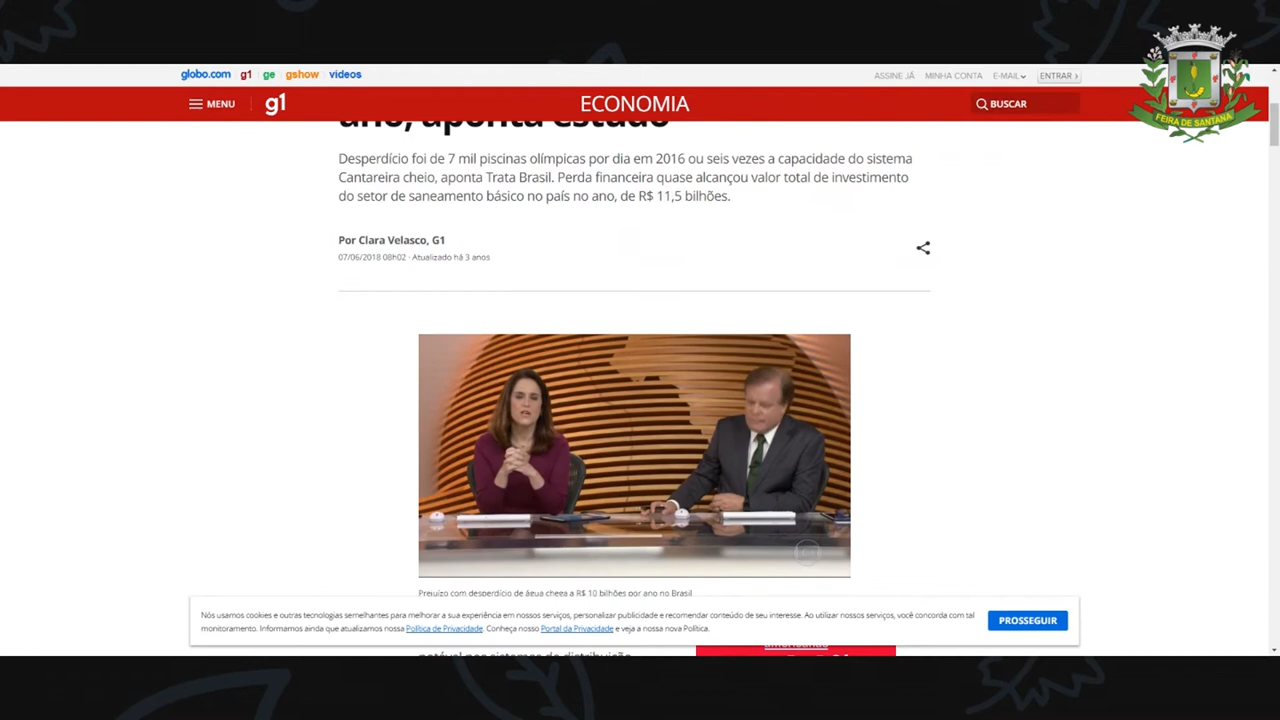 globo.com g1 ge gshow vídeos
ASSINE JÁ MINHA CONTA E-MAIL ENTRAR ›
MENU g1 ECONOMIA BUSCAR
FEIRA DE SANTANA
ano, aponta estudo
Desperdício foi de 7 mil piscinas olímpicas por dia em 2016 ou seis vezes a capacidade do sistema
Cantareira cheio, aponta Trata Brasil. Perda financeira quase alcançou valor total de investimento
do setor de saneamento básico no país no ano, de R$ 11,5 bilhões.
Por Clara Velasco, G1
07/06/2018 08h02 · Atualizado há 3 anos
Prejuízo com desperdício de água chega a R$ 10 bilhões por ano no Brasil
Nós usamos cookies e outras tecnologias semelhantes para melhorar a sua experiência em nossos serviços, personalizar publicidade e recomendar conteúdo de seu interesse. Ao utilizar nossos serviços, você concorda com tal
monitoramento. Informamos ainda que atualizamos nossa Política de Privacidade. Conheça nosso Portal da Privacidade e veja a nossa nova Política.
PROSSEGUIR
potável nos sistemas de distribuição